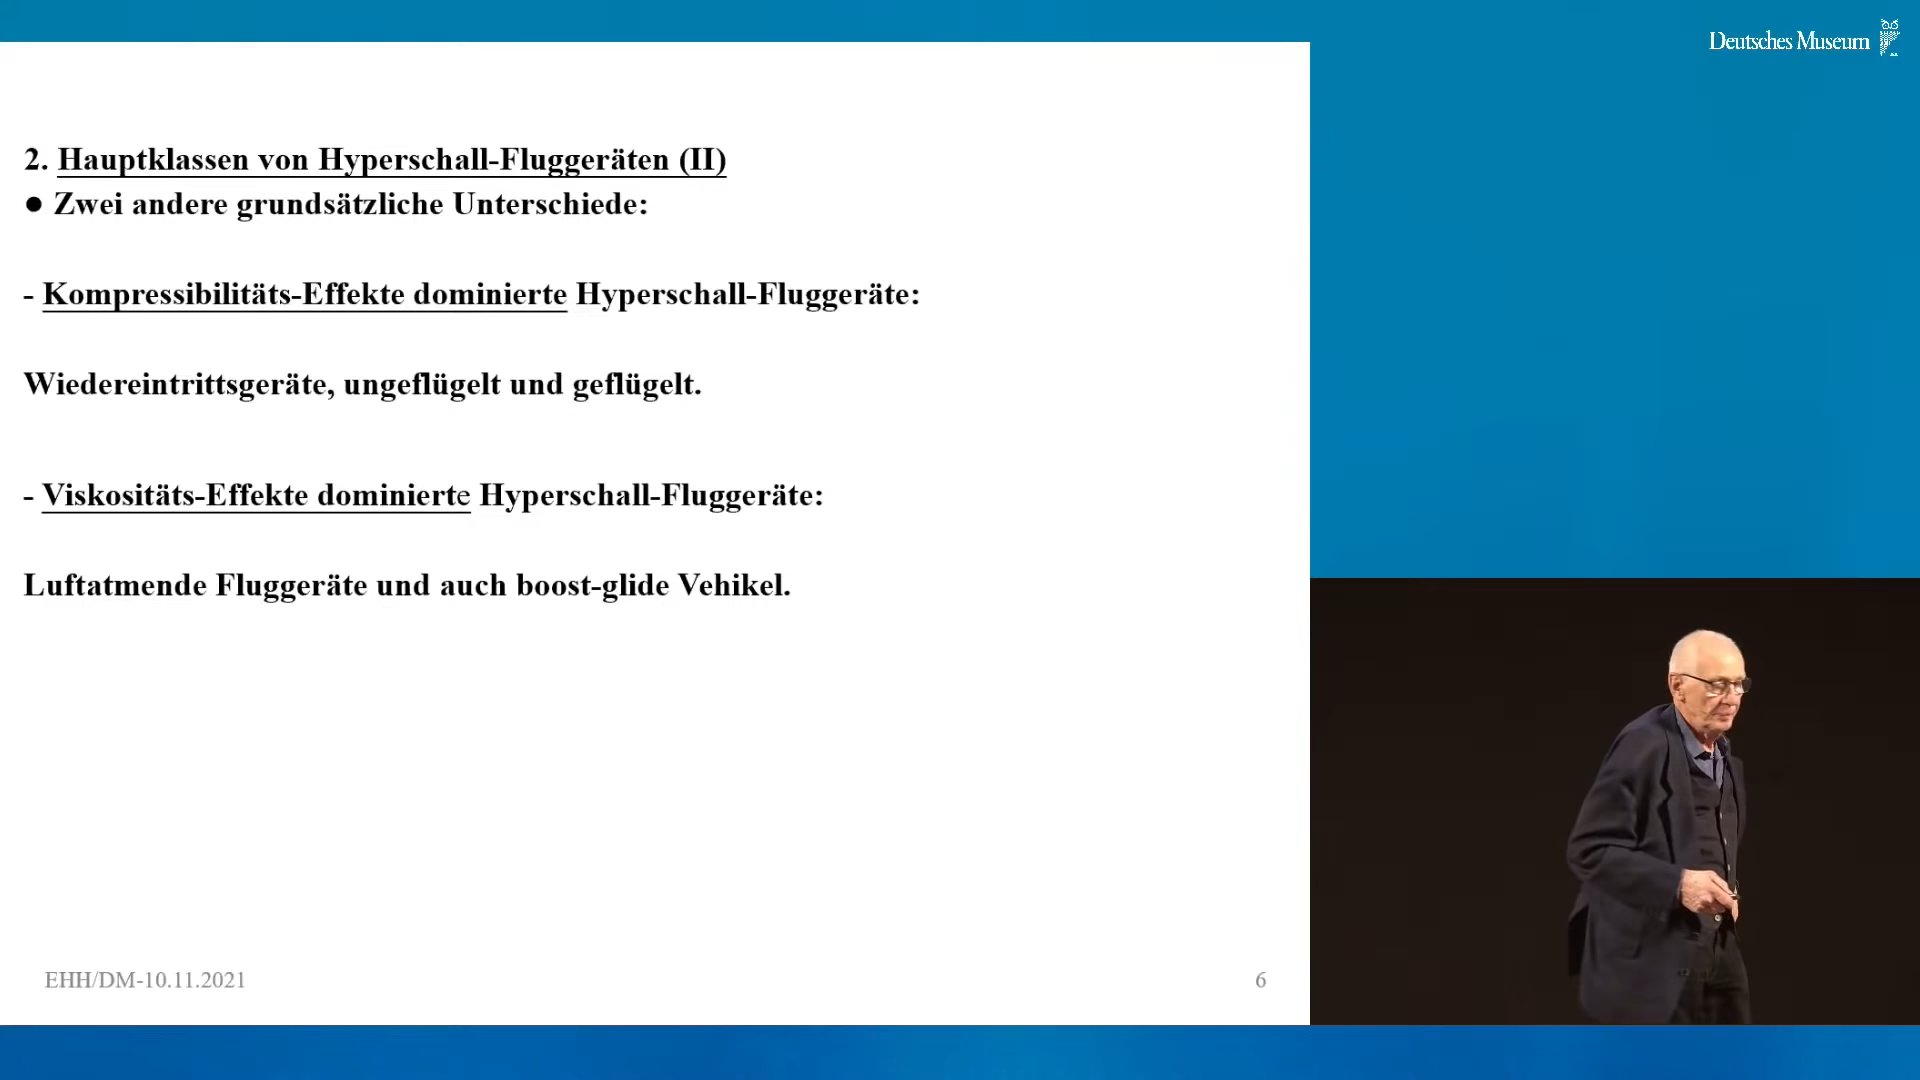 Deutsches Museum
2. Hauptklassen von Hyperschall-Fluggeräten (II)
● Zwei andere grundsätzliche Unterschiede:
- Kompressibilitäts-Effekte dominierte Hyperschall-Fluggeräte:
Wiedereintrittsgeräte, ungeflügelt und geflügelt.
- Viskositäts-Effekte dominierte Hyperschall-Fluggeräte:
Luftatmende Fluggeräte und auch boost-glide Vehikel.
EHH/DM-10.11.2021
6